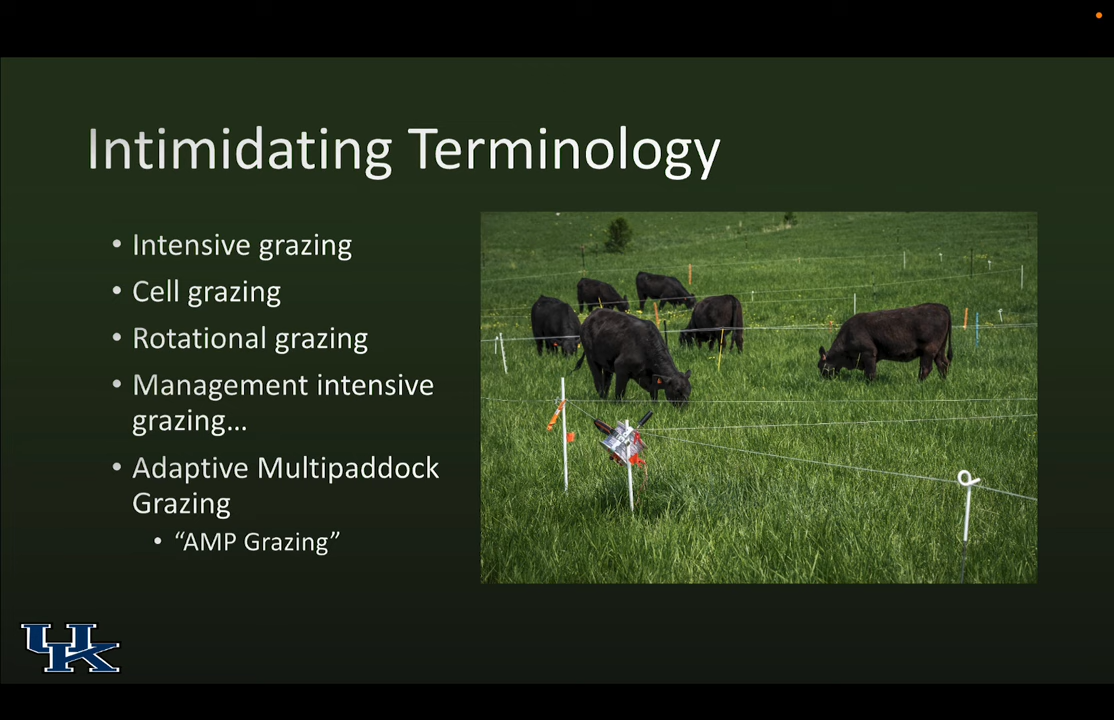 Intimidating Terminology
• Intensive grazing
• Cell grazing
• Rotational grazing
• Management intensive
grazing...
• Adaptive Multipaddock
Grazing
• “AMP Grazing”
UK